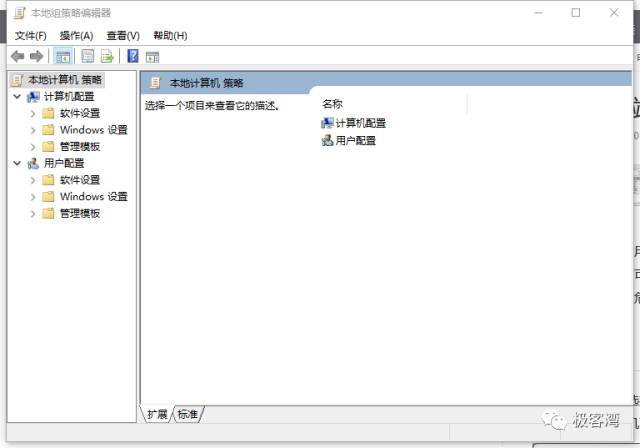 本地组策略编辑器
文件(F) 操作(A) 查看(V) 帮助(H)
本地计算机 策略
计算机配置
软件设置
Windows 设置
管理模板
用户配置
软件设置
Windows 设置
管理模板
本地计算机 策略
选择一个项目来查看它的描述。
名称
计算机配置
用户配置
扩展 标准
极客湾